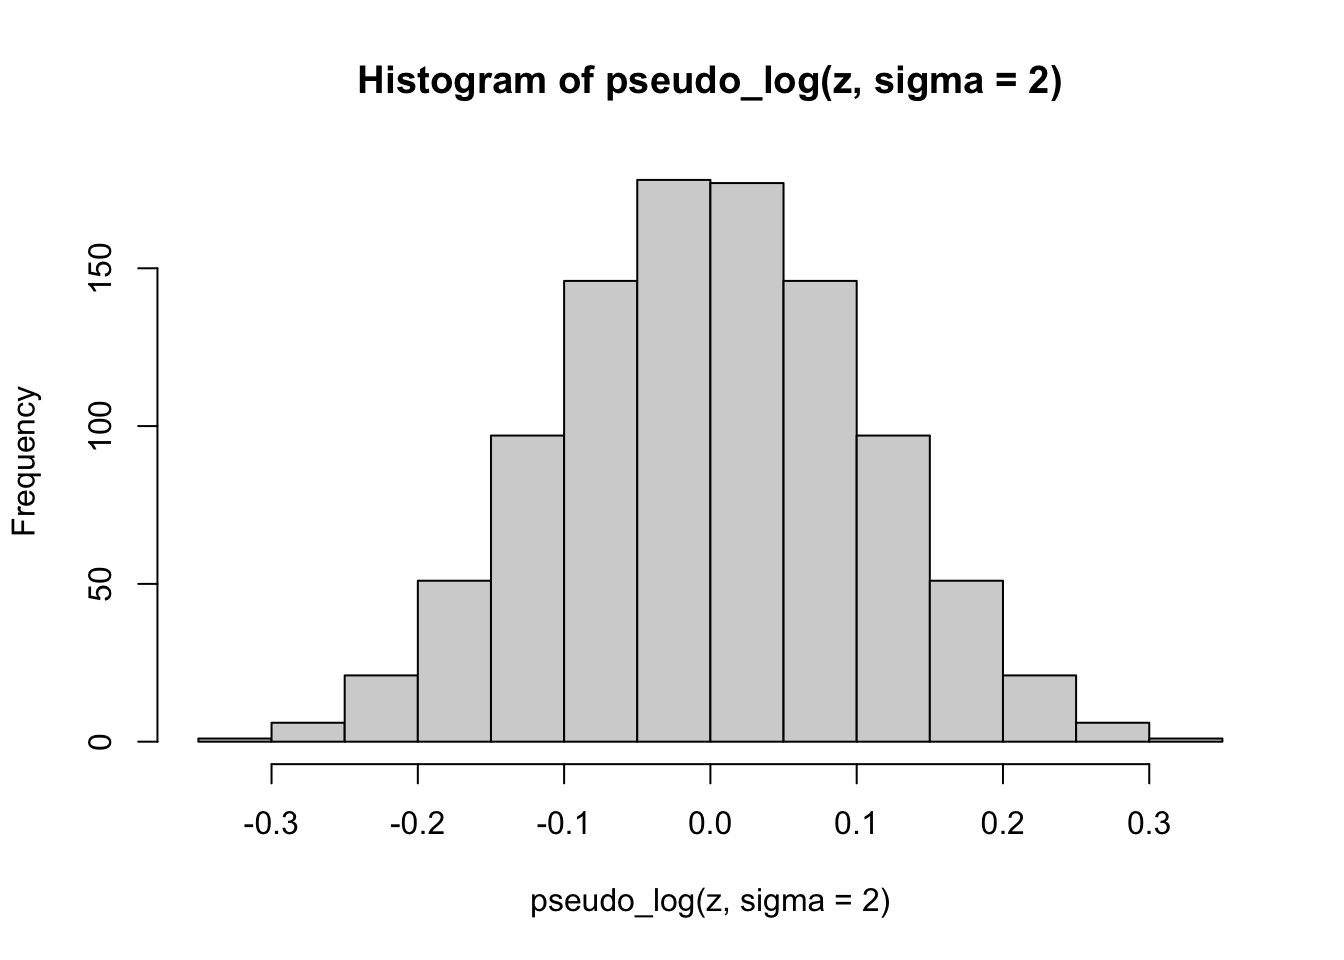 Histogram of pseudo_log(z, sigma = 2)
Frequency
150
100
50
0
-0.3 -0.2 -0.1 0.0 0.1 0.2 0.3
pseudo_log(z, sigma = 2)